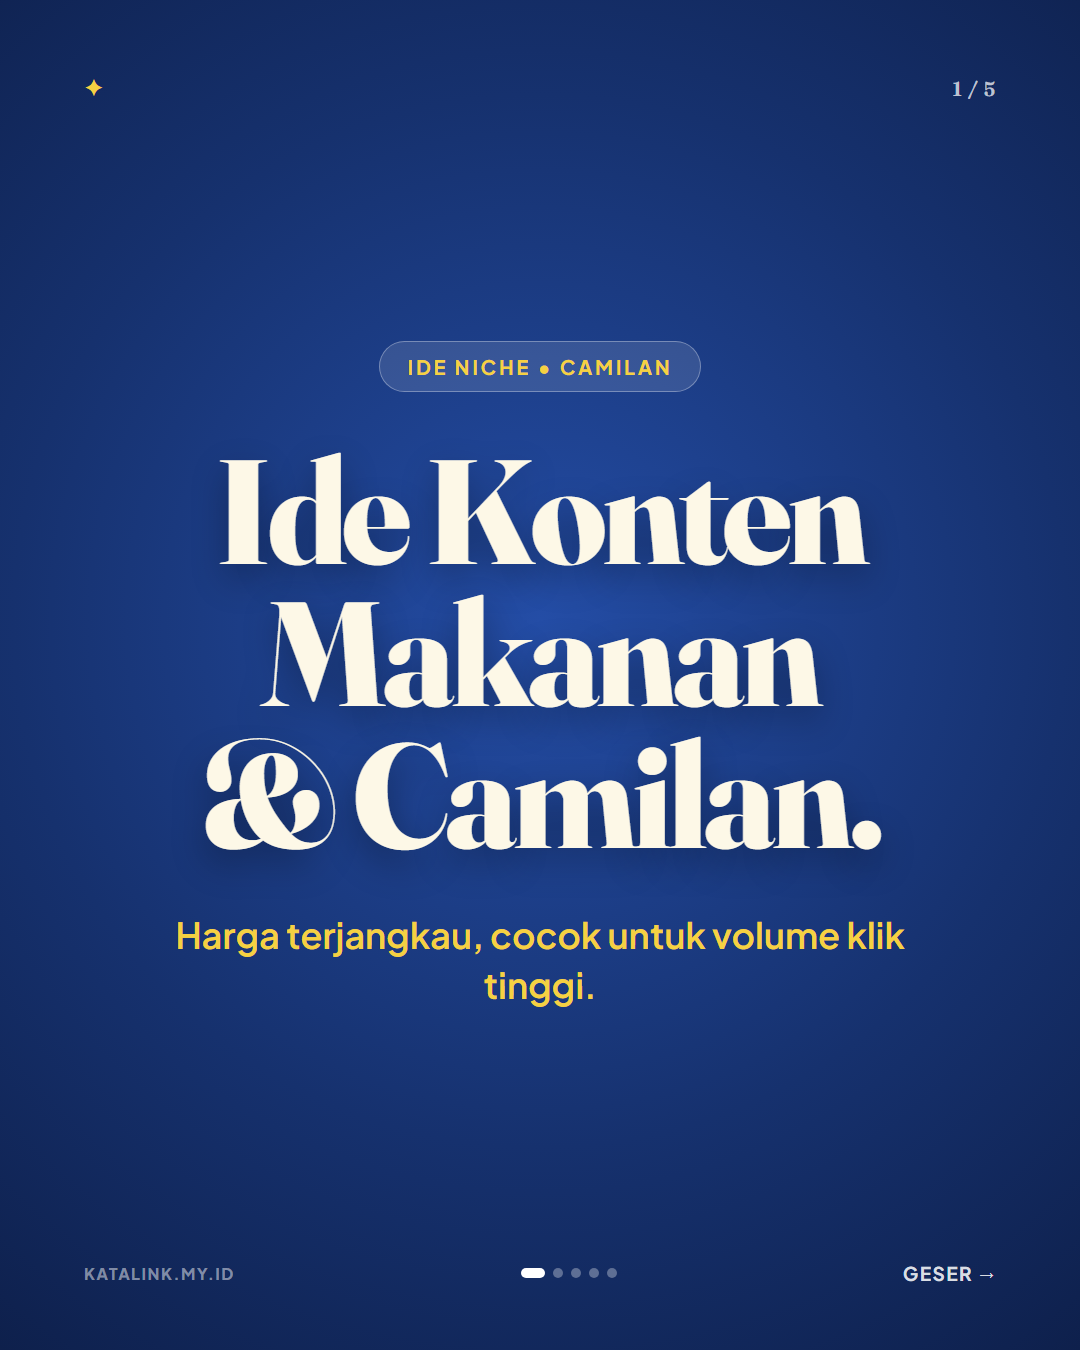 1 / 5
IDE NICHE ● CAMILAN
Ide Konten
Makanan
& Camilan.
Harga terjangkau, cocok untuk volume klik
tinggi.
KATALINK.MY.ID
GESER →